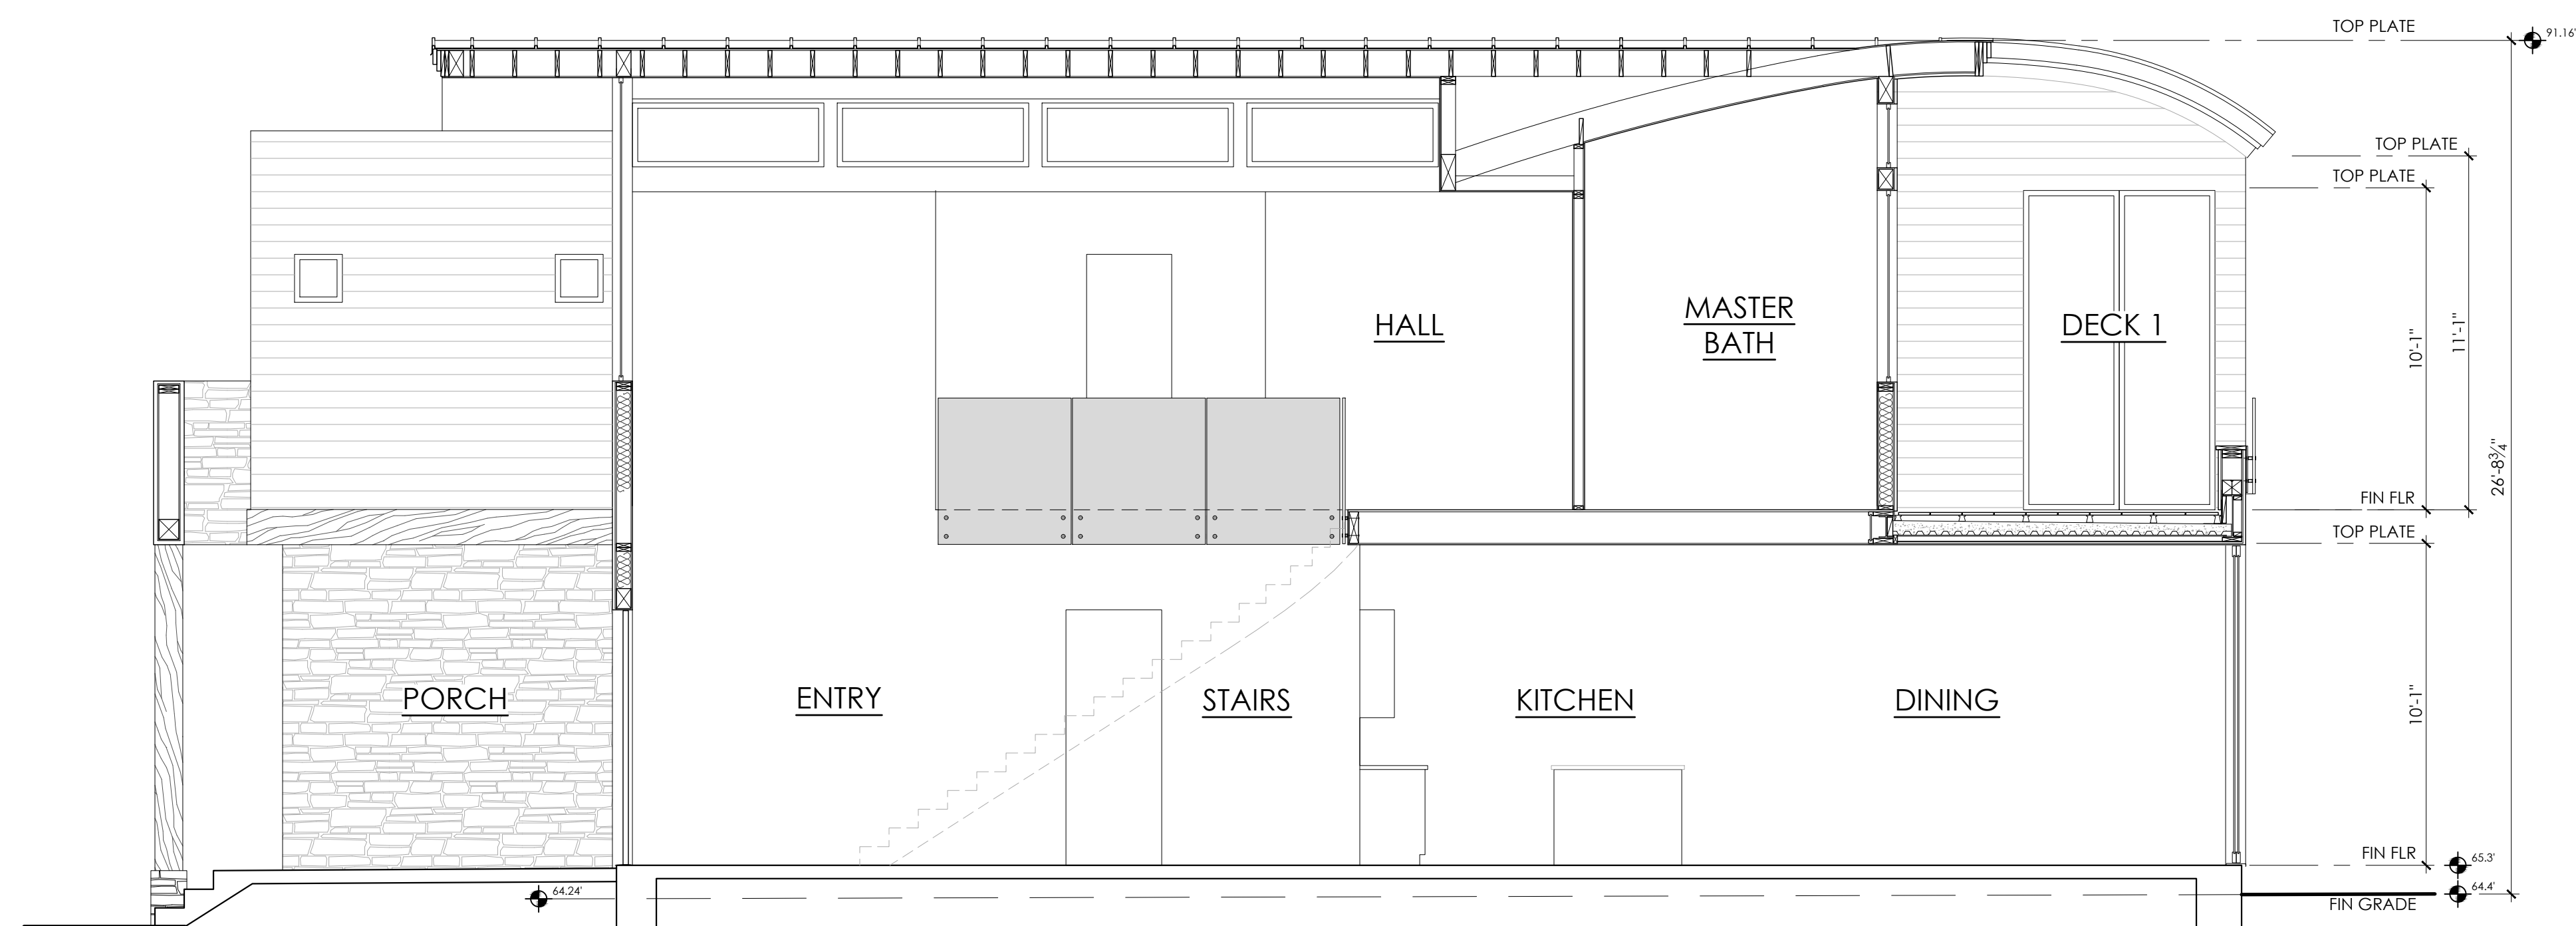 TOP PLATE
91.16'
TOP PLATE
TOP PLATE
HALL
MASTER
BATH
DECK 1
10'-1"
11'-1"
26'-8¾"
FIN FLR
TOP PLATE
PORCH
ENTRY
STAIRS
KITCHEN
DINING
10'-1"
FIN FLR
65.3'
64.24'
64.4'
FIN GRADE